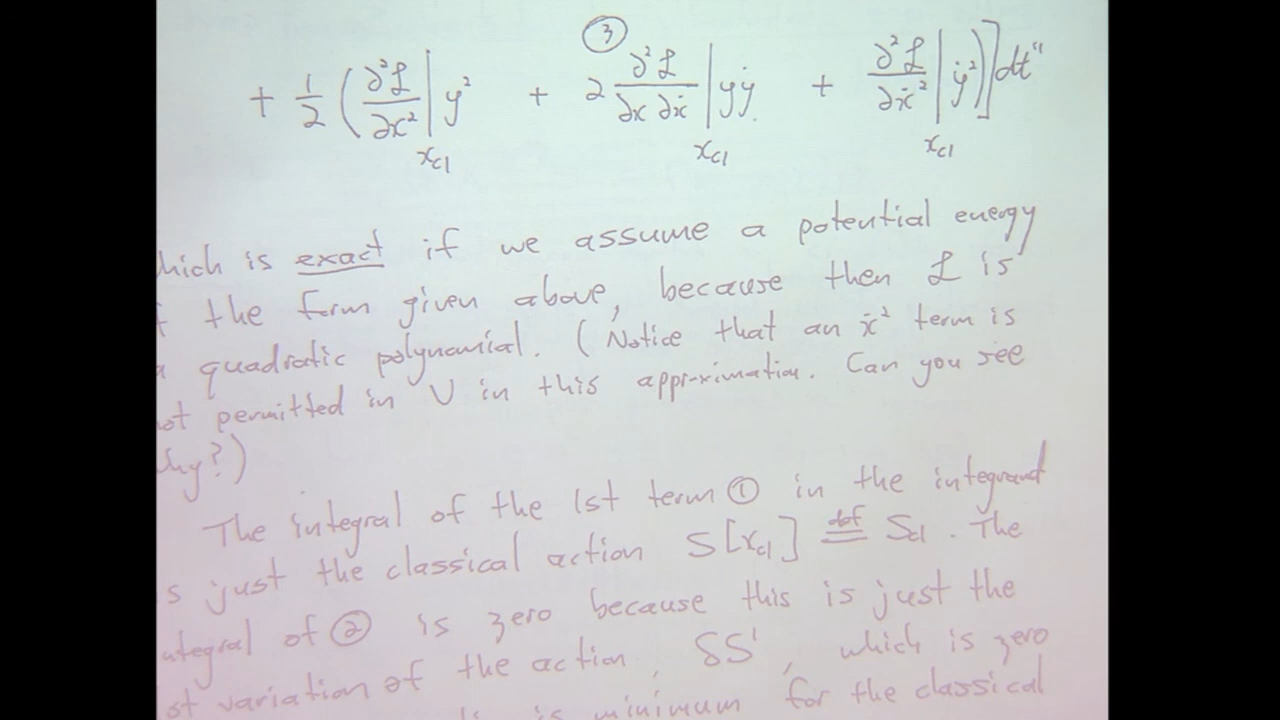 ③
+ 1/2 ( ∂²ℒ/∂x² |_{x_cl} y² + 2 ∂²ℒ/∂x ∂ẋ |_{x_cl} yẏ + ∂²ℒ/∂ẋ² |_{x_cl} ẏ² ) ] dt"
hich is exact if we assume a potential energy
f the form given above, because then ℒ is
a quadratic polynomial. (Notice that an ẋ² term is
ot permitted in V in this approximation. Can you see
hy?)
The integral of the 1st term ① in the integrand
s just the classical action S[x_cl] ≝ S_cl. The
ntegral of ② is zero because this is just the
st variation of the action, δS, which is zero
is minimum for the classical